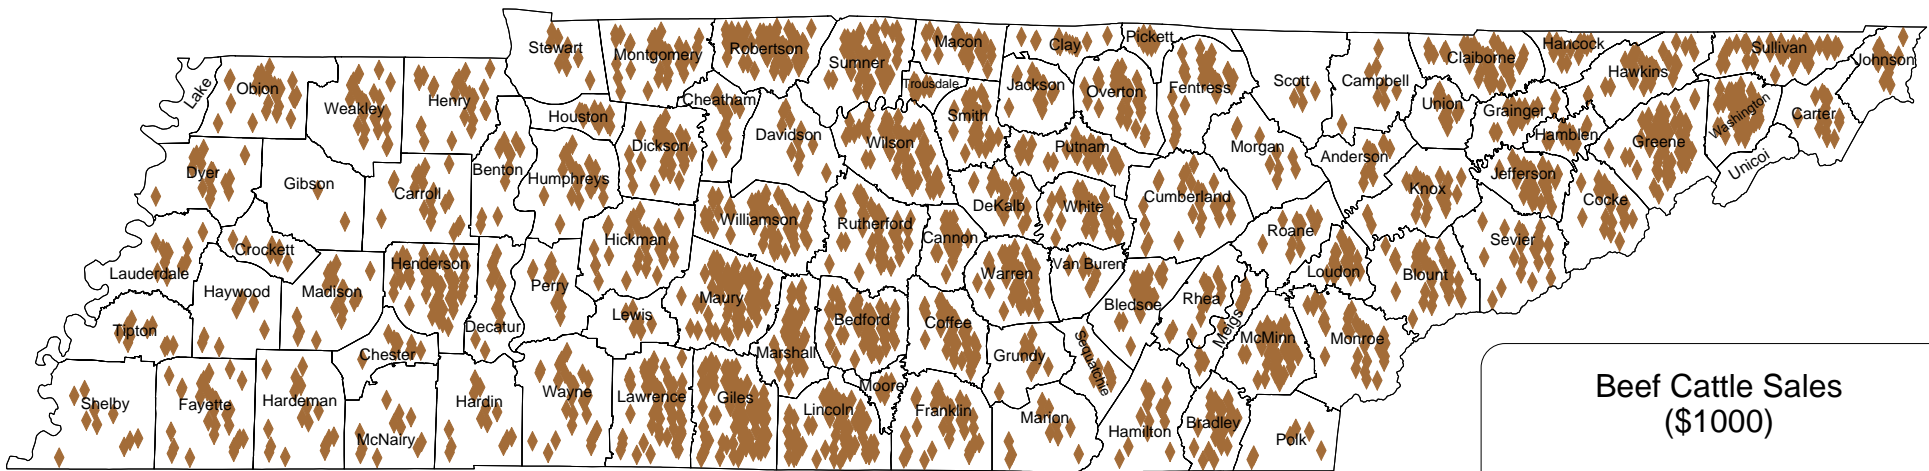 Stewart
Montgomery
Robertson
Sumner
Macon
Clay
Pickett
Scott
Campbell
Claiborne
Hancock
Hawkins
Sullivan
Johnson
Lake
Obion
Weakley
Henry
Houston
Cheatham
Trousdale
Jackson
Overton
Fentress
Union
Grainger
Hamblen
Greene
Washington
Carter
Unicoi
Dyer
Gibson
Carroll
Benton
Humphreys
Dickson
Davidson
Wilson
Smith
Putnam
Morgan
Anderson
Knox
Jefferson
Cocke
Lauderdale
Crockett
Haywood
Madison
Henderson
Decatur
Perry
Hickman
Williamson
Rutherford
Cannon
DeKalb
White
Cumberland
Roane
Loudon
Blount
Sevier
Tipton
Chester
Lewis
Maury
Marshall
Bedford
Coffee
Warren
Van Buren
Bledsoe
Rhea
Meigs
McMinn
Monroe
Shelby
Fayette
Hardeman
McNairy
Hardin
Wayne
Lawrence
Giles
Lincoln
Moore
Franklin
Grundy
Sequatchie
Marion
Hamilton
Bradley
Polk
Beef Cattle Sales
($1000)